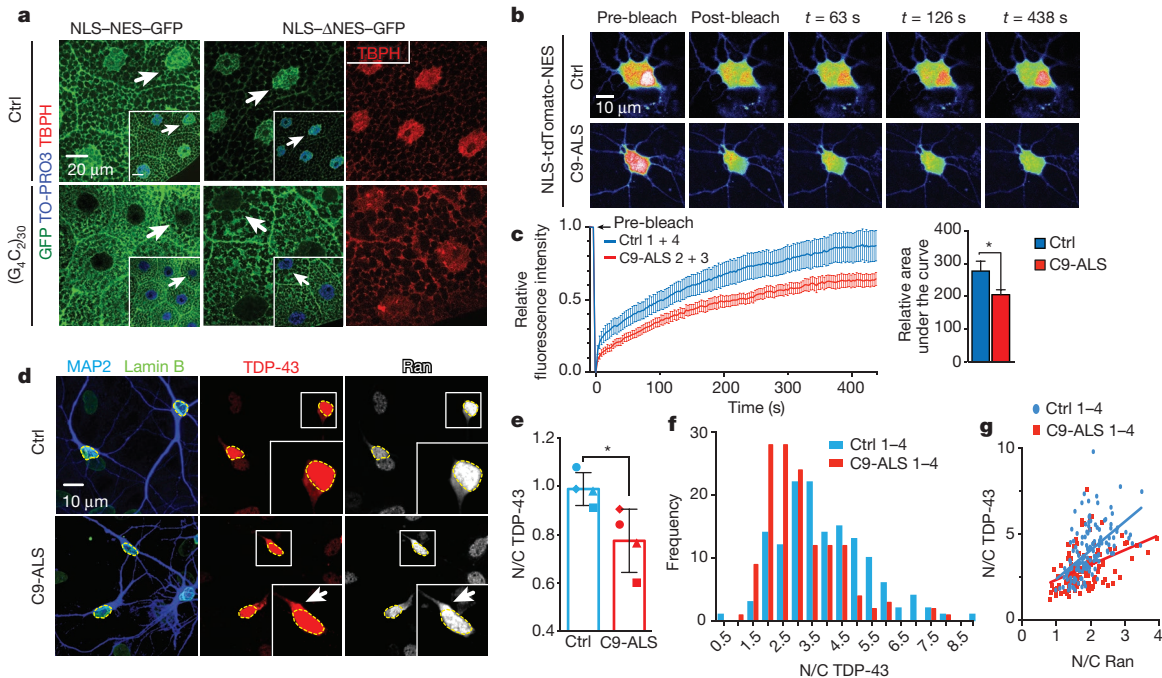 a
NLS–NES–GFP
NLS–ΔNES–GFP
Ctrl
(G4C2)/30
GFP TO-PRO3 TBPH
20 μm
TBPH
b
Pre-bleach
Post-bleach
t = 63 s
t = 126 s
t = 438 s
NLS-tdTomato-NES
Ctrl
C9-ALS
10 μm
c
Relative
fluorescence intensity
1.0
0.5
0.0
Pre-bleach
Ctrl 1 + 4
C9-ALS 2 + 3
0
100
200
300
400
Time (s)
Relative area
under the curve
400
300
200
100
0
*
Ctrl
C9-ALS
d
MAP2 Lamin B
TDP-43
Ran
Ctrl
10 μm
C9-ALS
e
N/C TDP-43
1.2
1.0
0.8
0.6
0.4
*
Ctrl
C9-ALS
f
Frequency
30
20
10
0
Ctrl 1–4
C9-ALS 1–4
0.5
1.5
2.5
3.5
4.5
5.5
6.5
7.5
8.5
N/C TDP-43
g
Ctrl 1–4
C9-ALS 1–4
N/C TDP-43
10
5
0
0
1
2
3
4
N/C Ran